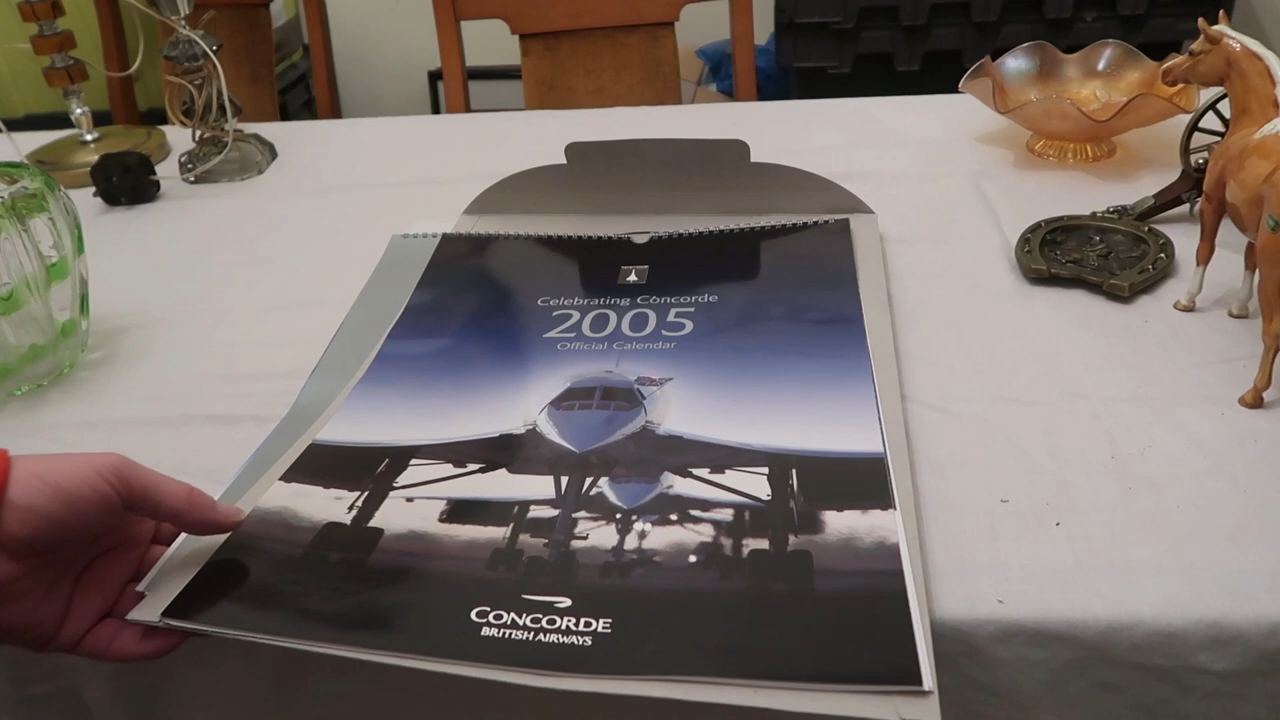 Celebrating Concorde
2005
Official Calendar
CONCORDE
BRITISH AIRWAYS